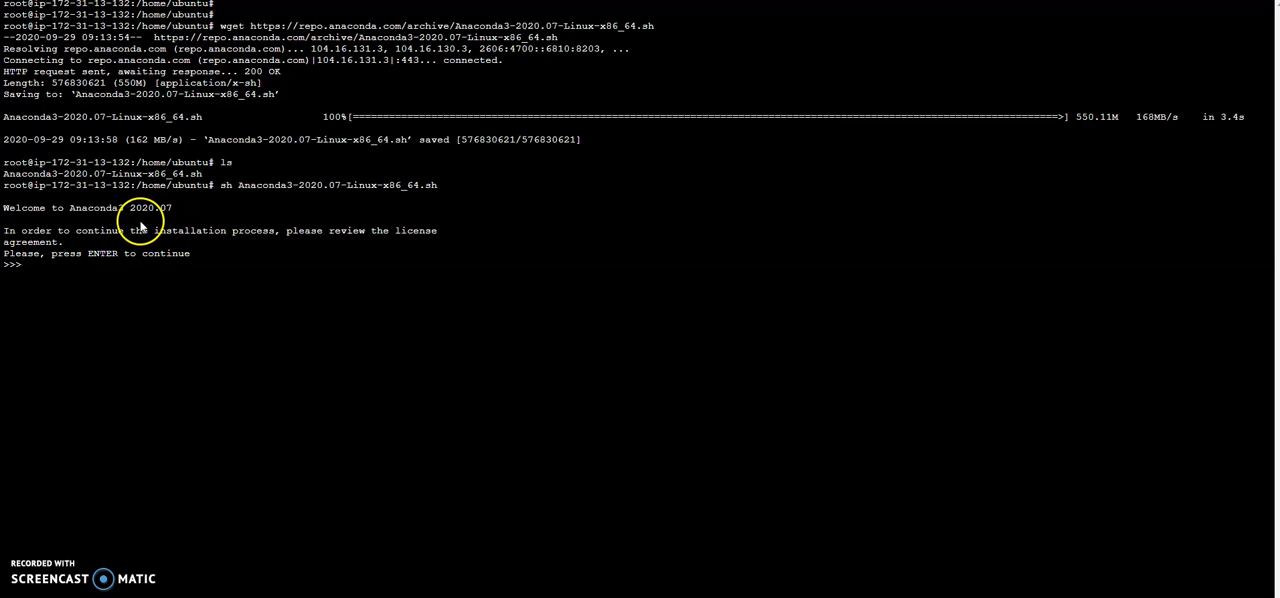 root@ip-172-31-13-132:/home/ubuntu#
root@ip-172-31-13-132:/home/ubuntu#
root@ip-172-31-13-132:/home/ubuntu# wget https://repo.anaconda.com/archive/Anaconda3-2020.07-Linux-x86_64.sh
--2020-09-29 09:13:54--  https://repo.anaconda.com/archive/Anaconda3-2020.07-Linux-x86_64.sh
Resolving repo.anaconda.com (repo.anaconda.com)... 104.16.131.3, 104.16.130.3, 2606:4700::6810:8203, ...
Connecting to repo.anaconda.com (repo.anaconda.com)|104.16.131.3|:443... connected.
HTTP request sent, awaiting response... 200 OK
Length: 576830621 (550M) [application/x-sh]
Saving to: ‘Anaconda3-2020.07-Linux-x86_64.sh’
Anaconda3-2020.07-Linux-x86_64.sh 100%[=====================================================================================================================>] 550.11M 168MB/s in 3.4s
2020-09-29 09:13:58 (162 MB/s) - ‘Anaconda3-2020.07-Linux-x86_64.sh’ saved [576830621/576830621]
root@ip-172-31-13-132:/home/ubuntu# ls
Anaconda3-2020.07-Linux-x86_64.sh
root@ip-172-31-13-132:/home/ubuntu# sh Anaconda3-2020.07-Linux-x86_64.sh
Welcome to Anaconda3 2020.07
In order to continue the installation process, please review the license
agreement.
Please, press ENTER to continue
>>>
RECORDED WITH
SCREENCAST MATIC